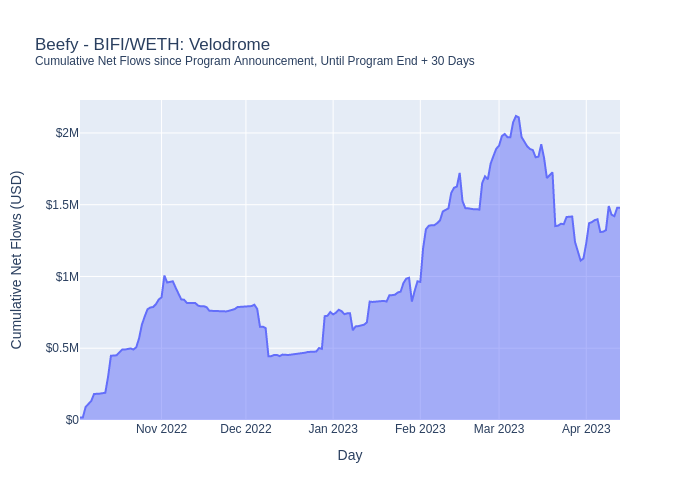 Beefy - BIFI/WETH: Velodrome
Cumulative Net Flows since Program Announcement, Until Program End + 30 Days
Cumulative Net Flows (USD)
$2M
$1.5M
$1M
$0.5M
$0
Nov 2022
Dec 2022
Jan 2023
Feb 2023
Mar 2023
Apr 2023
Day